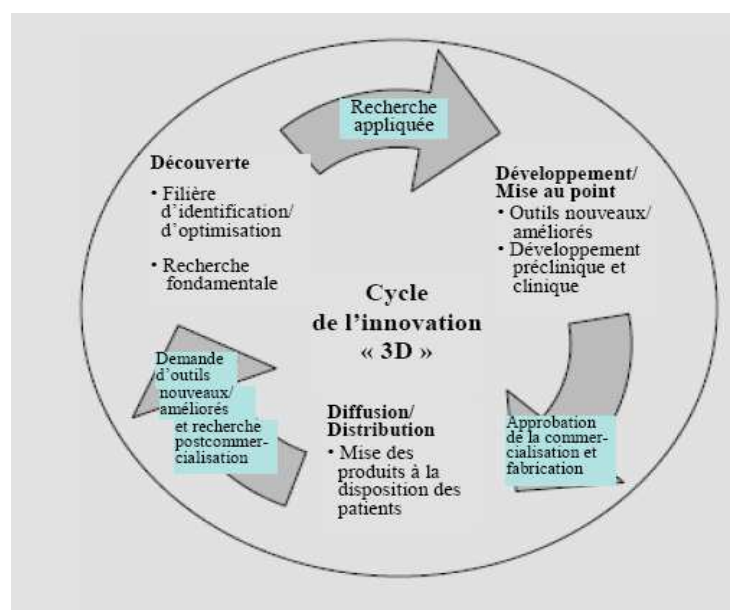 Recherche
appliquée
Découverte
• Filière
d’identification/
d’optimisation
• Recherche
fondamentale
Développement/
Mise au point
• Outils nouveaux/
améliorés
• Développement
préclinique et
clinique
Cycle
de l’innovation
« 3D »
Demande
d’outils
nouveaux/
améliorés
et recherche
postcommer-
cialisation
Diffusion/
Distribution
• Mise des
produits à la
disposition des
patients
Approbation
de la commer-
cialisation et
fabrication